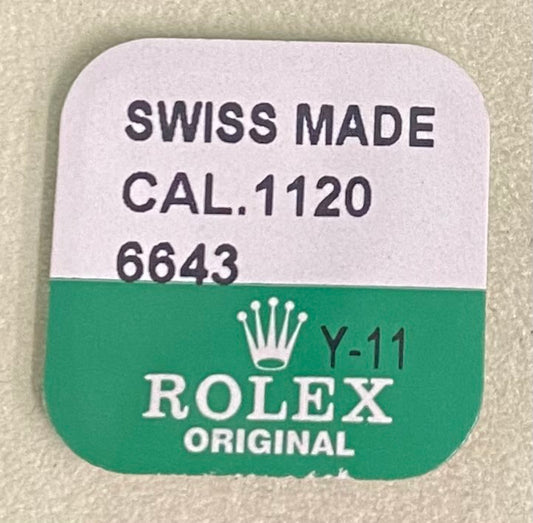 SWISS MADE
CAL.1120
6643
Y-11
ROLEX
ORIGINAL